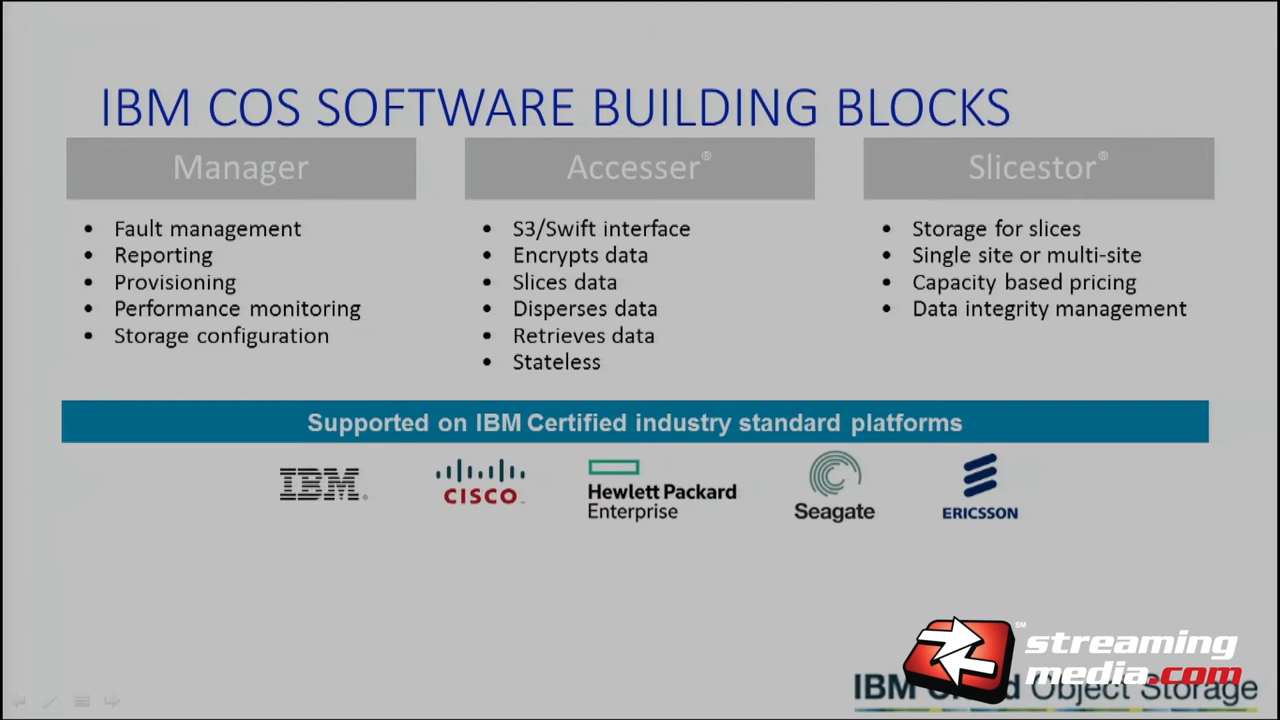 IBM COS SOFTWARE BUILDING BLOCKS
Manager
• Fault management
• Reporting
• Provisioning
• Performance monitoring
• Storage configuration
Accesser®
• S3/Swift interface
• Encrypts data
• Slices data
• Disperses data
• Retrieves data
• Stateless
Slicestor®
• Storage for slices
• Single site or multi-site
• Capacity based pricing
• Data integrity management
Supported on IBM Certified industry standard platforms
IBM®
CISCO
Hewlett Packard
Enterprise
Seagate
ERICSSON
SM
streaming
media.com
IBM Object Storage